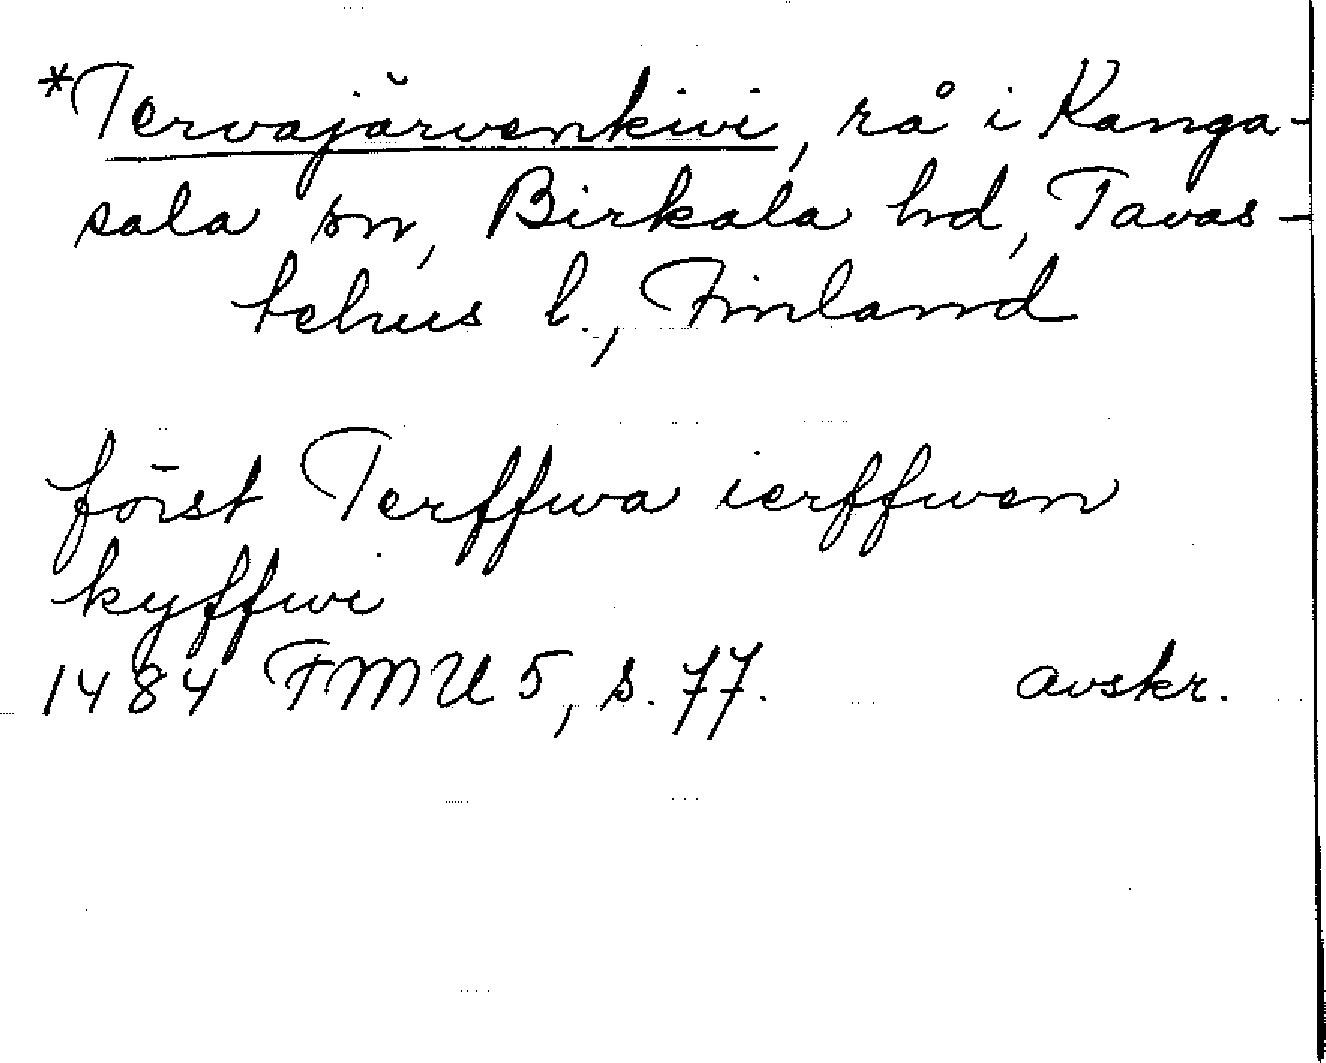 *Tervajärvenkivi, rå i Kanga-
sala sn, Birkala hd, Tavas-
tehus l., Finland
först Terffwa ierffwen
kyffwi
1484 FMU 5, s. 77. avskr.